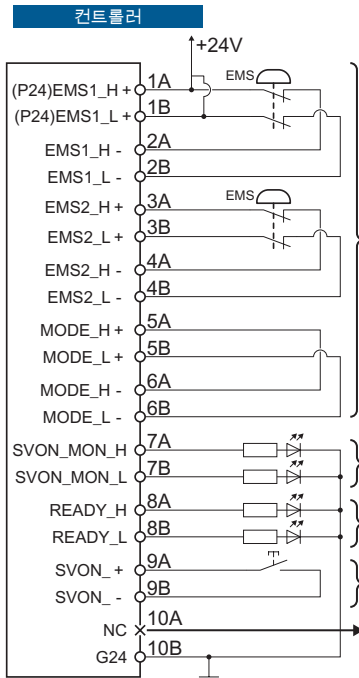 컨트롤러
+24V
(P24)EMS1_H + 1A EMS
(P24)EMS1_L + 1B
EMS1_H - 2A
EMS1_L - 2B
EMS2_H + 3A EMS
EMS2_L + 3B
EMS2_H - 4A
EMS2_L - 4B
MODE_H + 5A
MODE_L + 5B
MODE_H - 6A
MODE_L - 6B
SVON_MON_H 7A
SVON_MON_L 7B
READY_H 8A
READY_L 8B
SVON_ + 9A
SVON_ - 9B
NC 10A
G24 10B